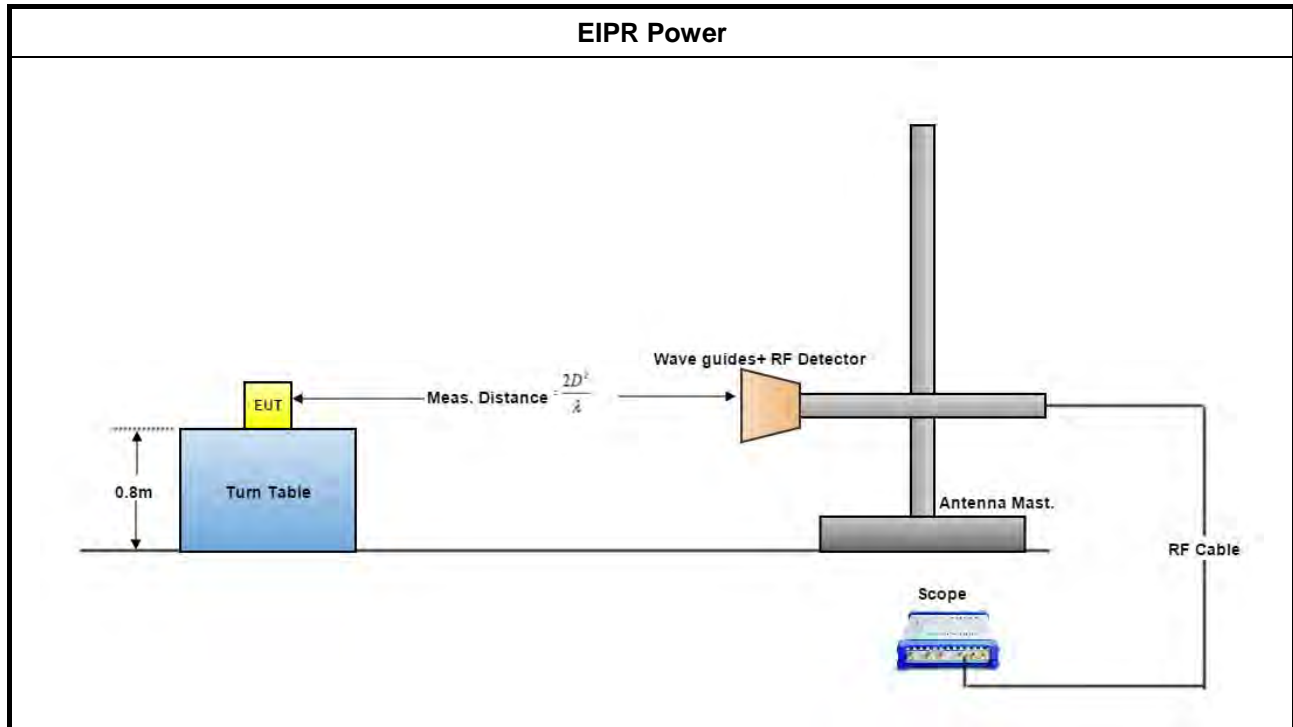 EIPR Power
Wave guides+ RF Detector
EUT
Meas. Distance = 2D²/λ
0.8m
Turn Table
Antenna Mast.
RF Cable
Scope